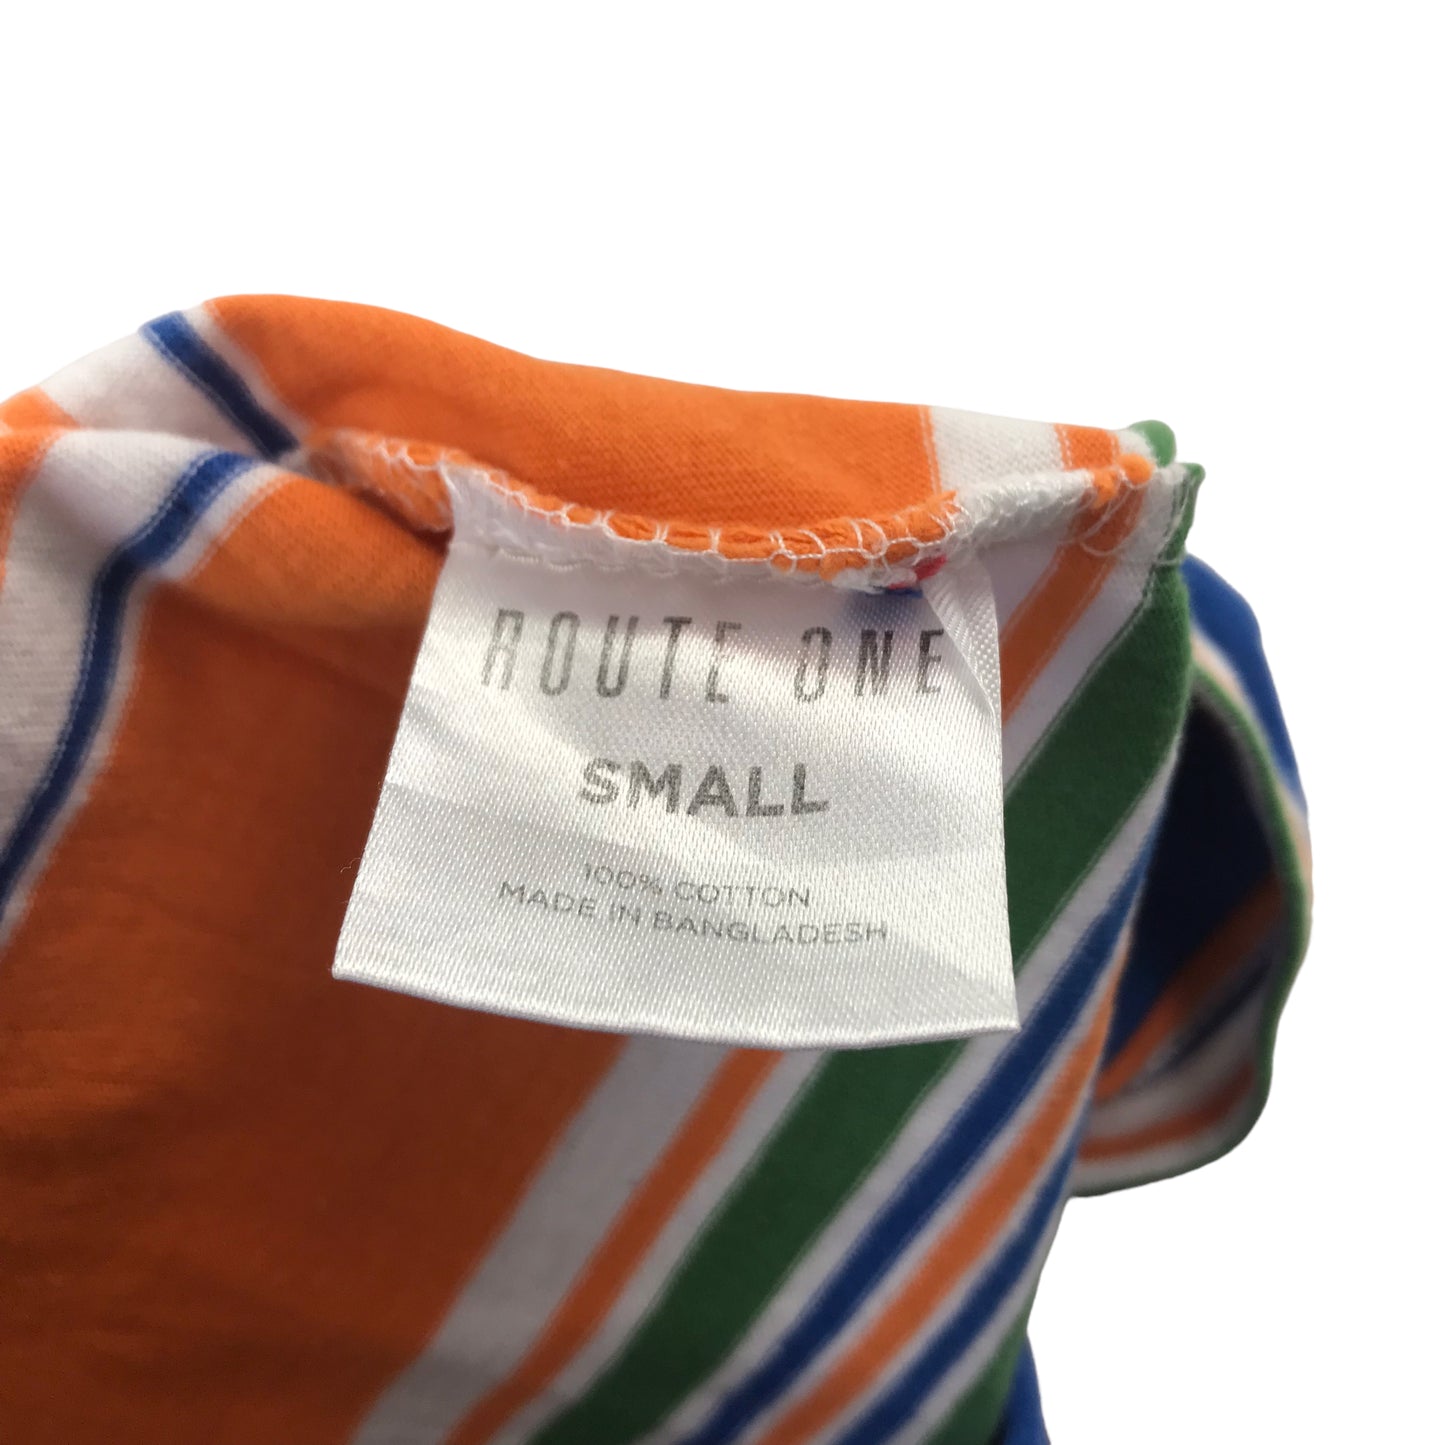 ROUTE ONE
SMALL
100% COTTON
MADE IN BANGLADESH